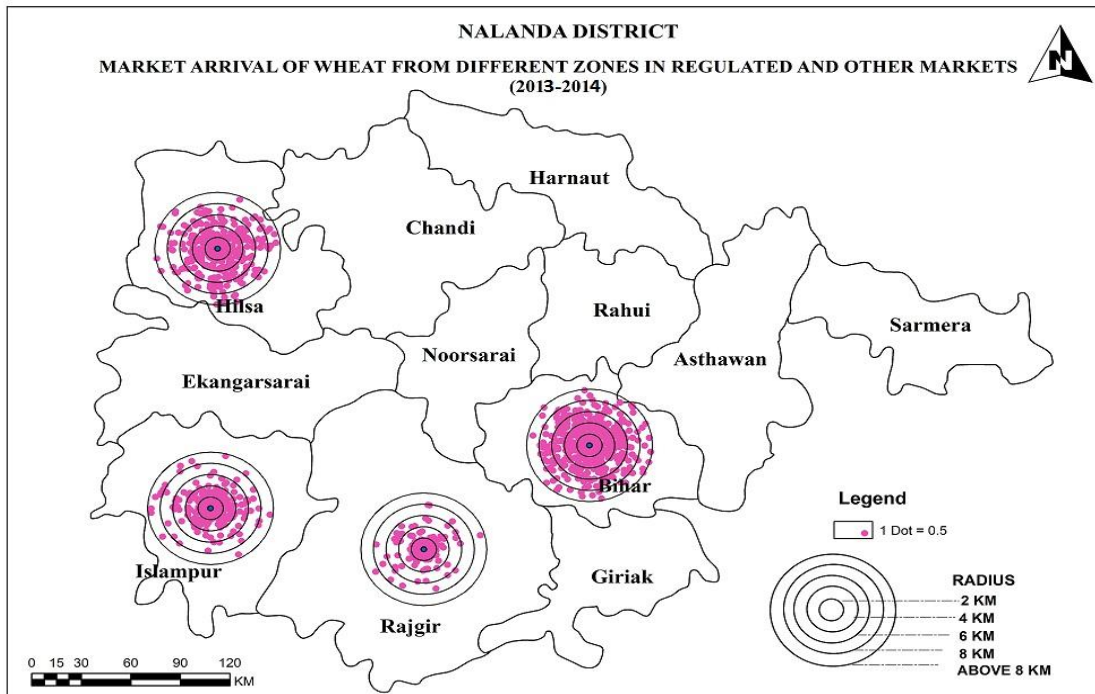 NALANDA DISTRICT
MARKET ARRIVAL OF WHEAT FROM DIFFERENT ZONES IN REGULATED AND OTHER MARKETS
(2013-2014)
N
Harnaut
Chandi
Hilsa
Rahui
Sarmera
Noorsarai
Asthawan
Ekangarsarai
Bihar
Islampur
Giriak
Rajgir
Legend
1 Dot = 0.5
RADIUS
2 KM
4 KM
6 KM
8 KM
ABOVE 8 KM
0 15 30 60 90 120
KM